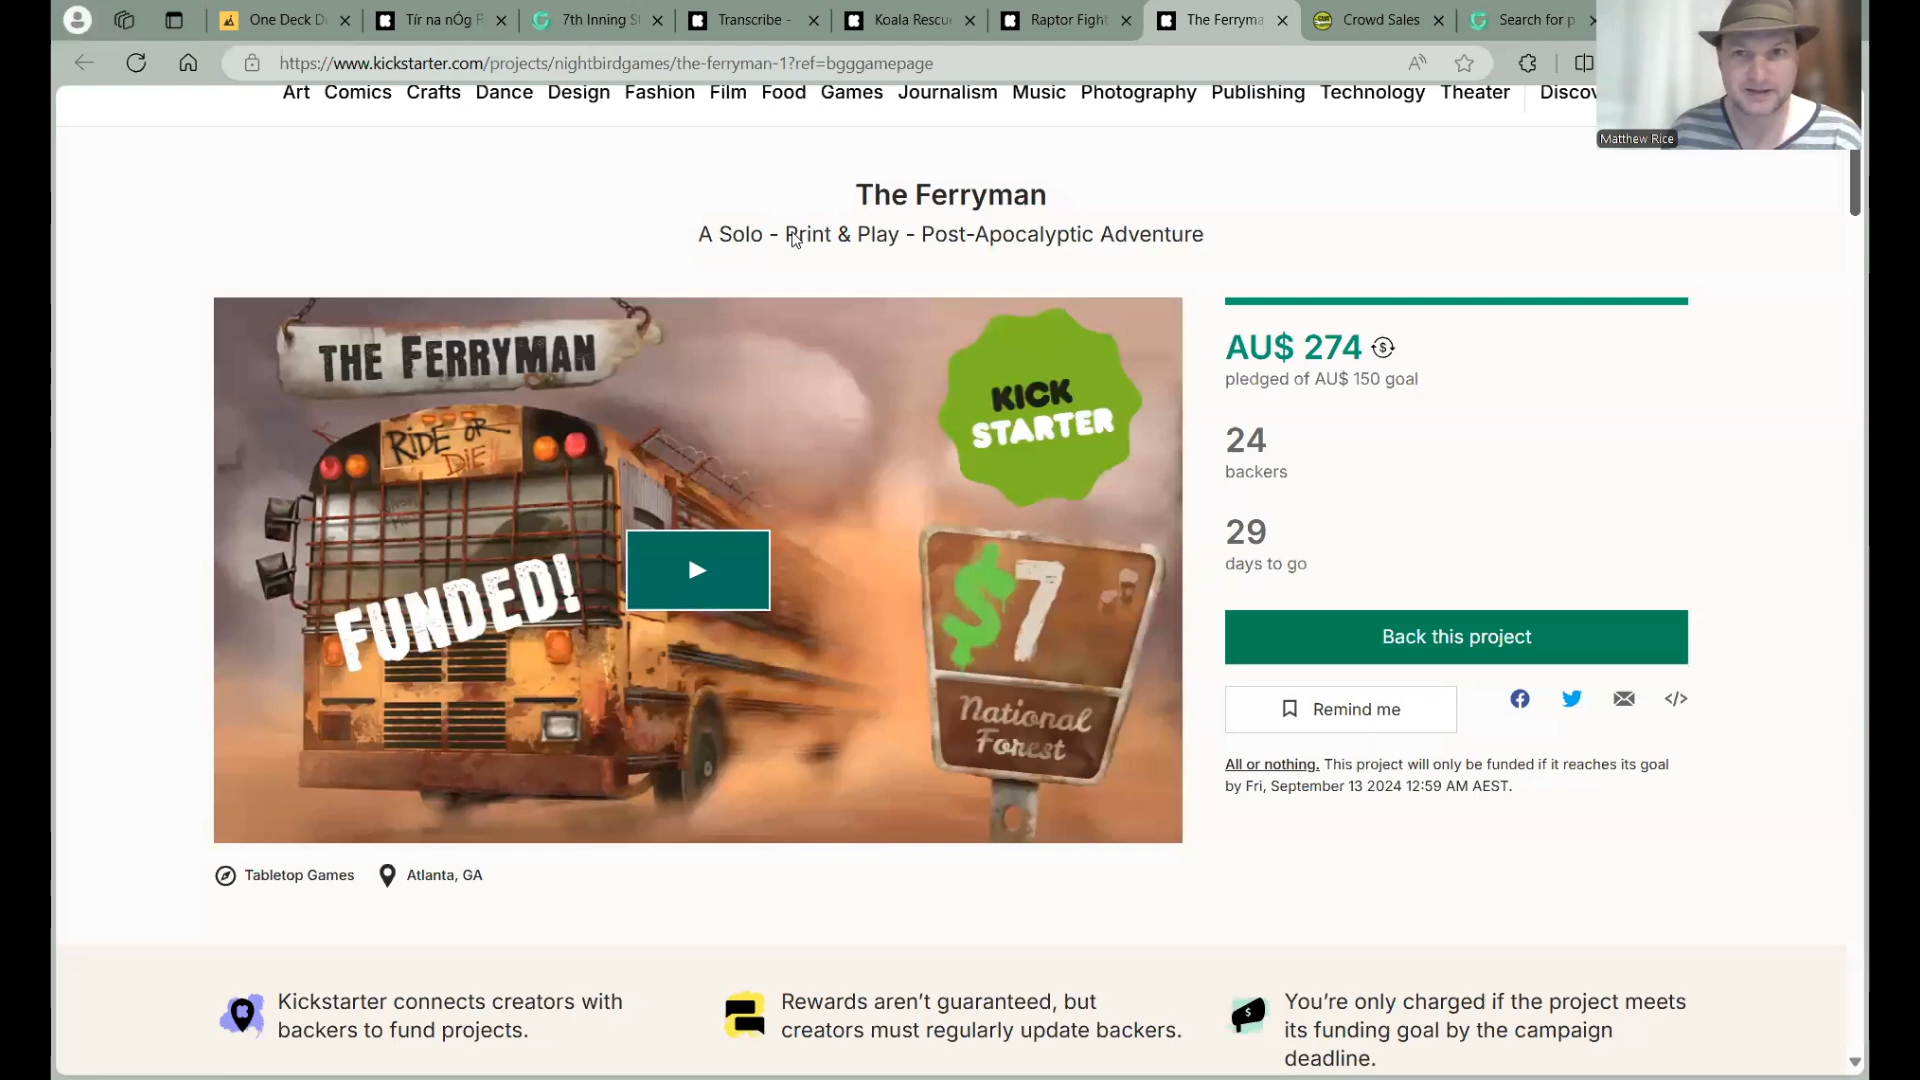 One Deck D
Tír na nÓg R
7th Inning St
Transcribe -
Koala Rescu
Raptor Fight
The Ferryma
Crowd Sales
Search for p
https://www.kickstarter.com/projects/nightbirdgames/the-ferryman-1?ref=bgggamepage
Matthew Rice
Art Comics Crafts Dance Design Fashion Film Food Games Journalism Music Photography Publishing Technology Theater Discov
The Ferryman
A Solo - Print & Play - Post-Apocalyptic Adventure
THE FERRYMAN
RIDE OR
DIE!!
FUNDED!
KICK
STARTER
$7
National
Forest
AU$ 274
pledged of AU$ 150 goal
24
backers
29
days to go
Back this project
Remind me
All or nothing. This project will only be funded if it reaches its goal
by Fri, September 13 2024 12:59 AM AEST.
Tabletop Games
Atlanta, GA
Kickstarter connects creators with
backers to fund projects.
Rewards aren't guaranteed, but
creators must regularly update backers.
You're only charged if the project meets
its funding goal by the campaign
deadline.